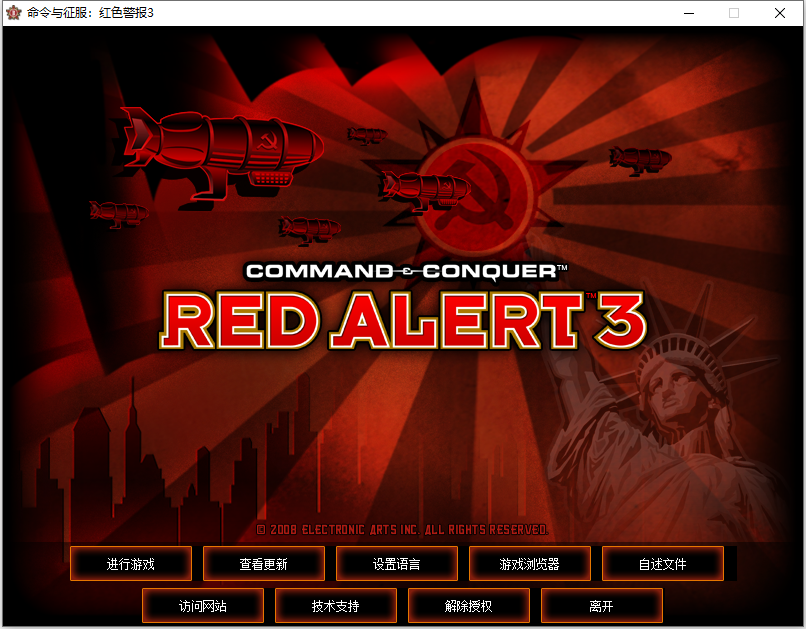 命令与征服：红色警报3
COMMAND & CONQUER™
RED ALERT 3™
© 2008 ELECTRONIC ARTS INC. ALL RIGHTS RESERVED.
进行游戏 查看更新 设置语言 游戏浏览器 自述文件
访问网站 技术支持 解除授权 离开